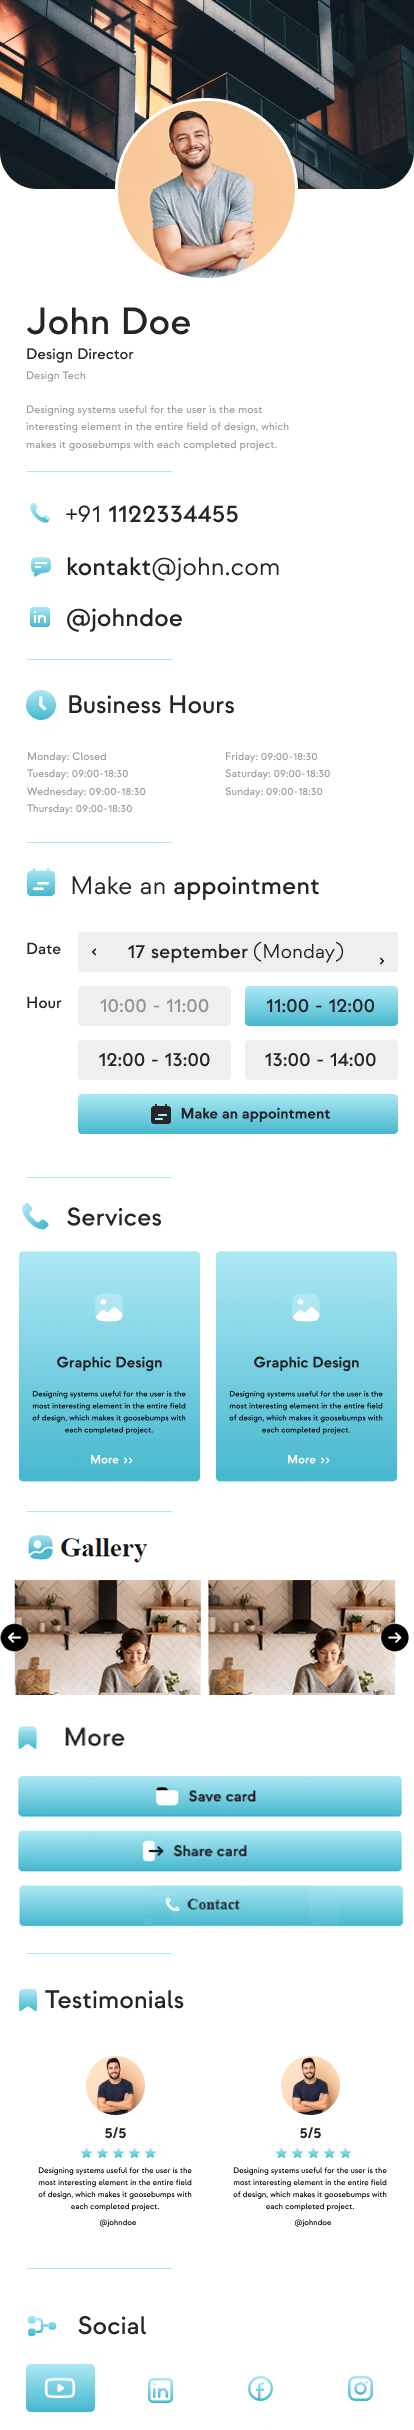 John Doe
Design Director
Design Tech
Designing systems useful for the user is the most
interesting element in the entire field of design, which
makes it goosebumps with each completed project.
+91 1122334455
kontakt@john.com
in @johndoe
Business Hours
Monday: Closed
Tuesday: 09:00-18:30
Wednesday: 09:00-18:30
Thursday: 09:00-18:30
Friday: 09:00-18:30
Saturday: 09:00-18:30
Sunday: 09:00-18:30
Make an appointment
Date
‹ 17 september (Monday) ›
Hour
10:00 - 11:00
11:00 - 12:00
12:00 - 13:00
13:00 - 14:00
Make an appointment
Services
Graphic Design
Designing systems useful for the user is the
most interesting element in the entire field
of design, which makes it goosebumps with
each completed project.
More ››
Graphic Design
Designing systems useful for the user is the
most interesting element in the entire field
of design, which makes it goosebumps with
each completed project.
More ››
Gallery
More
Save card
Share card
Contact
Testimonials
5/5
Designing systems useful for the user is the
most interesting element in the entire field
of design, which makes it goosebumps with
each completed project.
@johndoe
5/5
Designing systems useful for the user is the
most interesting element in the entire field
of design, which makes it goosebumps with
each completed project.
@johndoe
Social
in